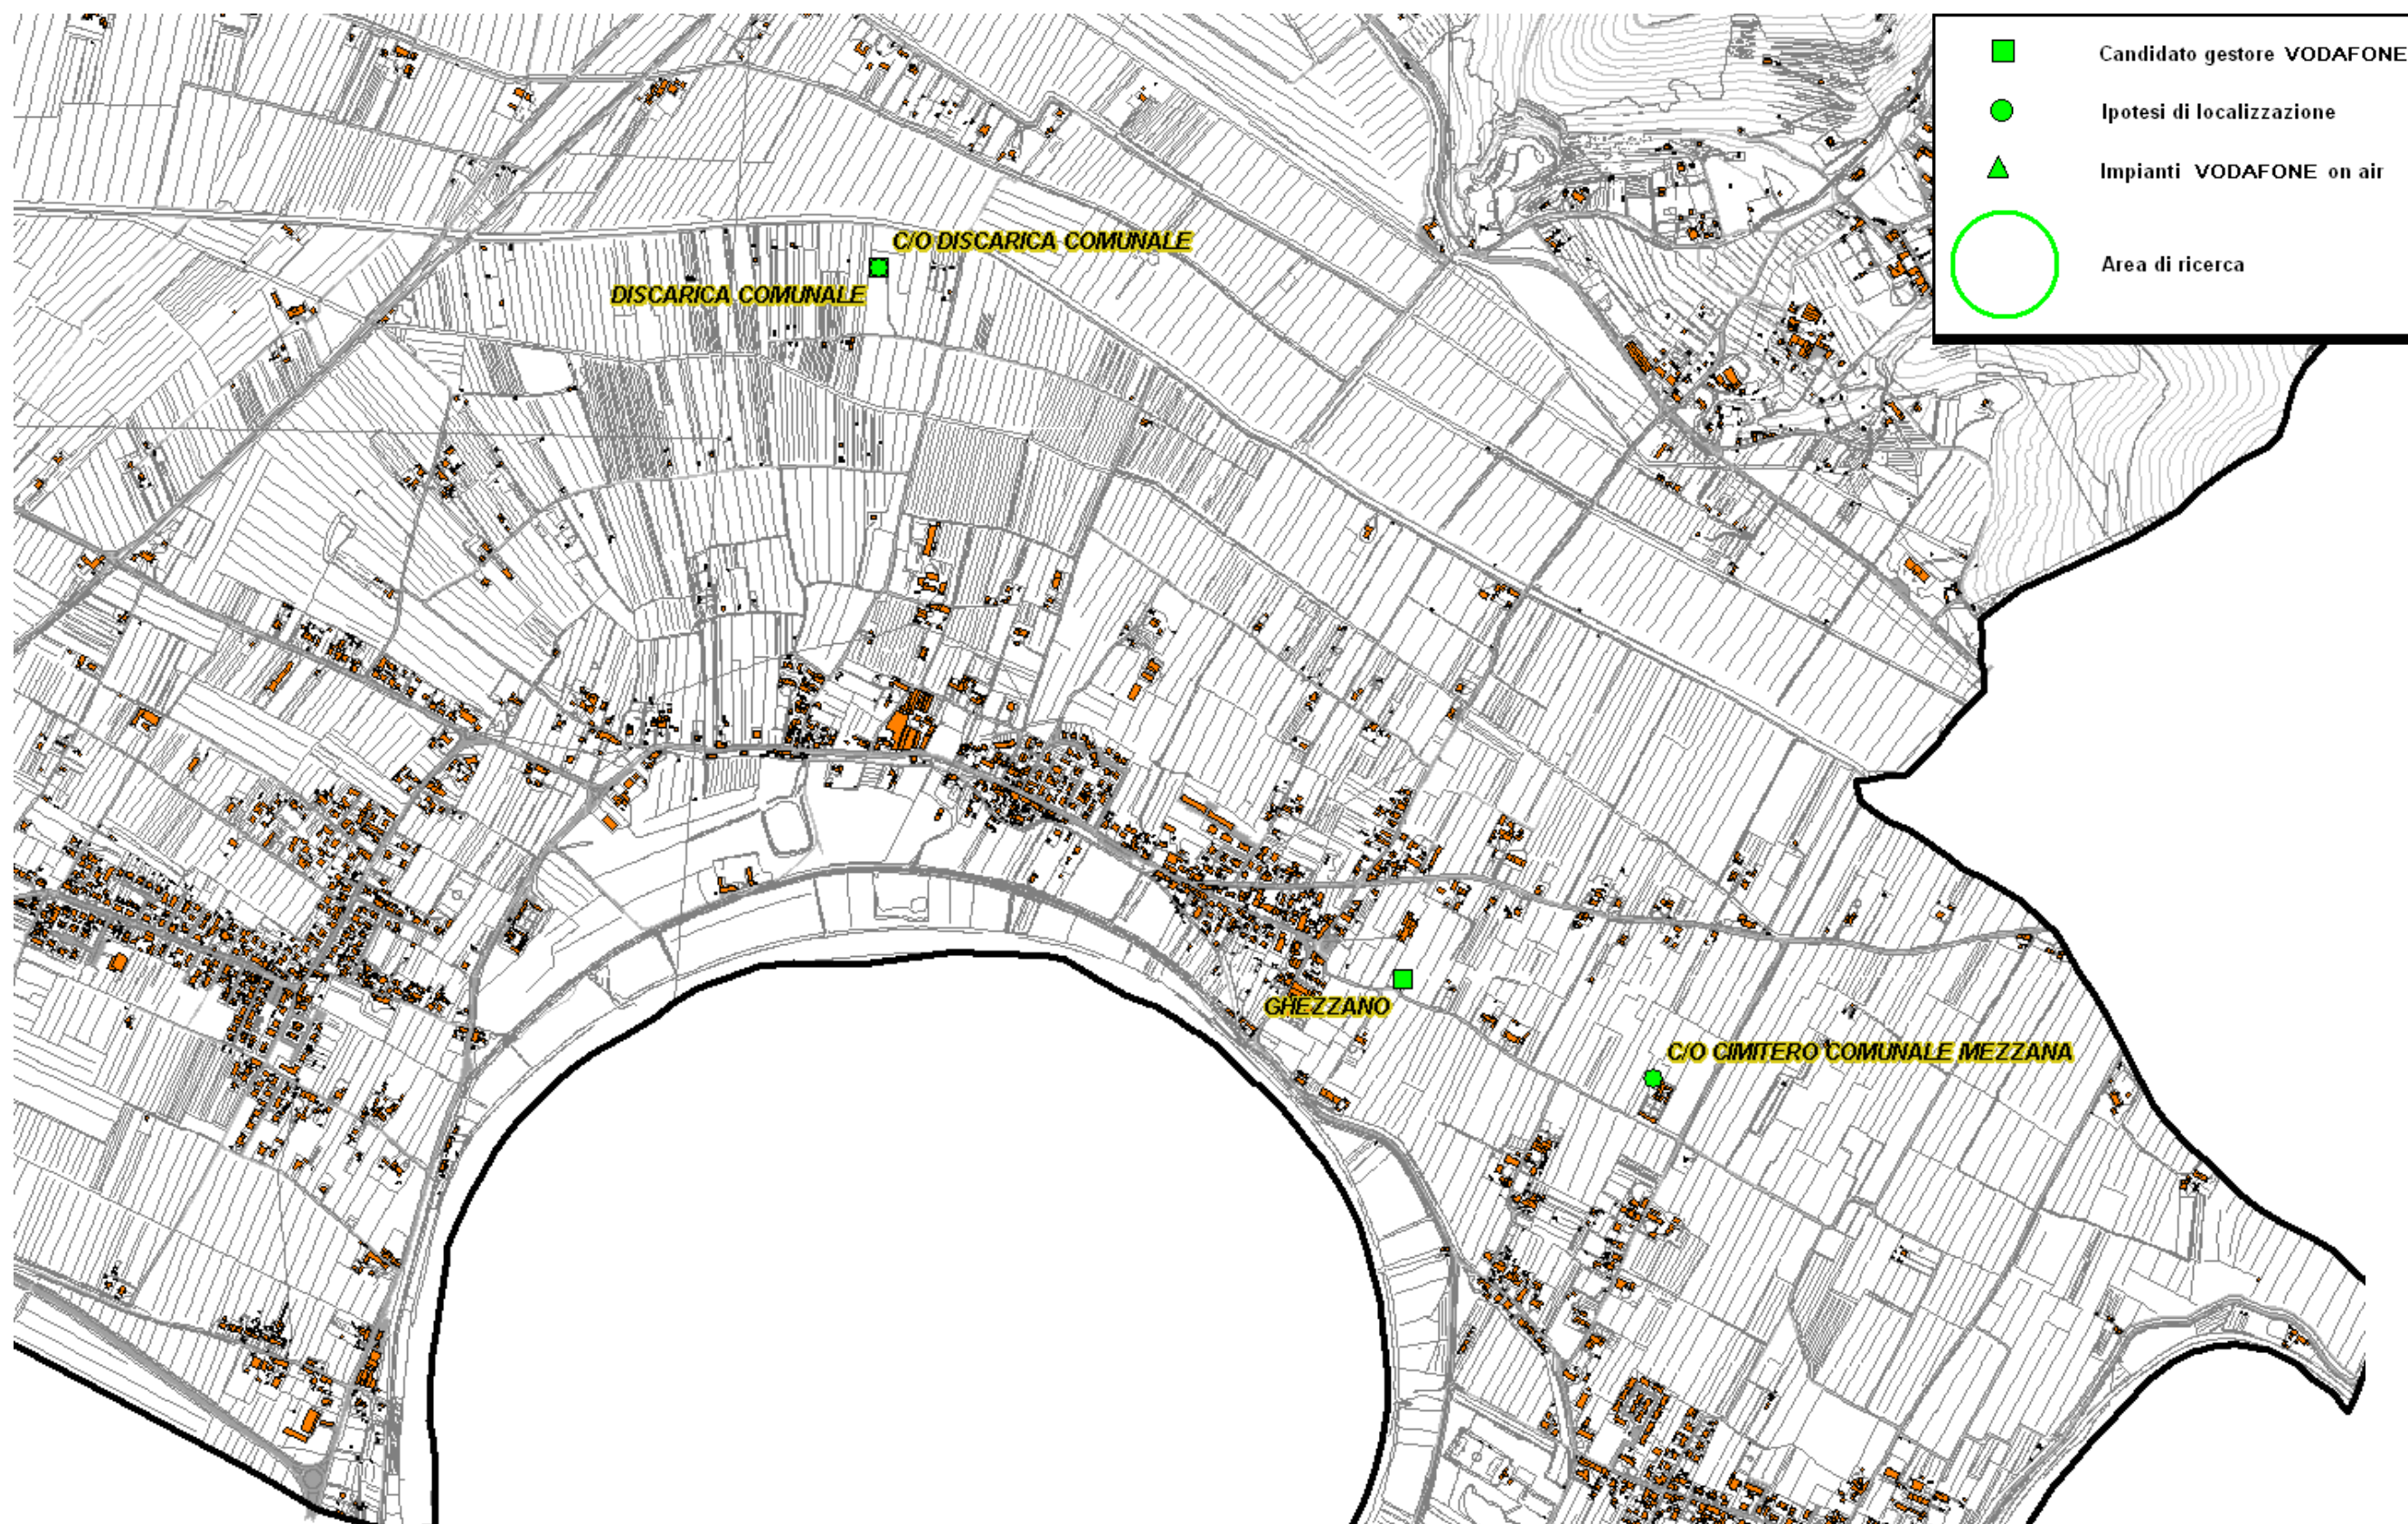 Candidato gestore VODAFONE
Ipotesi di localizzazione
Impianti VODAFONE on air
Area di ricerca
C/O DISCARICA COMUNALE
DISCARICA COMUNALE
GHEZZANO
C/O CIMITERO COMUNALE MEZZANA